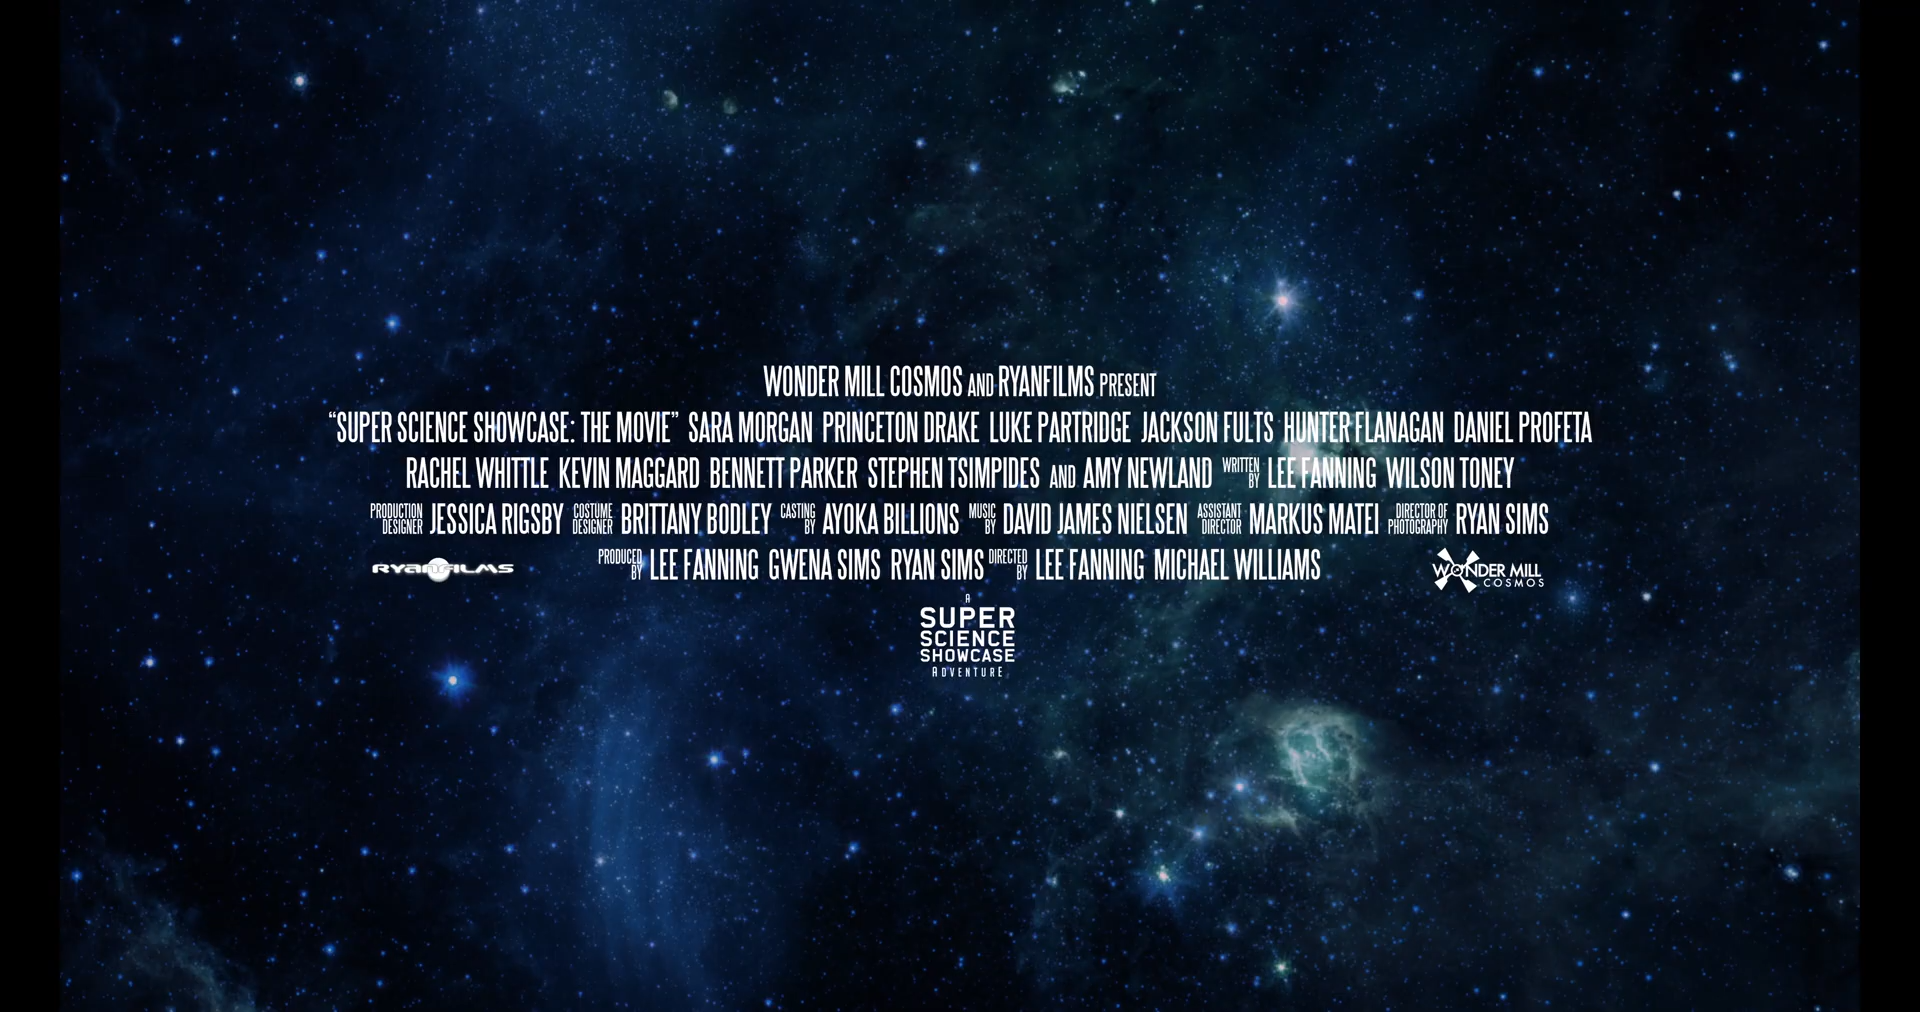 WONDER MILL COSMOS AND RYANFILMS PRESENT
“SUPER SCIENCE SHOWCASE: THE MOVIE” SARA MORGAN PRINCETON DRAKE LUKE PARTRIDGE JACKSON FULTS HUNTER FLANAGAN DANIEL PROFETA
RACHEL WHITTLE KEVIN MAGGARD BENNETT PARKER STEPHEN TSIMPIDES AND AMY NEWLAND WRITTEN BY LEE FANNING WILSON TONEY
PRODUCTION DESIGNER JESSICA RIGSBY COSTUME DESIGNER BRITTANY BODLEY CASTING BY AYOKA BILLIONS MUSIC BY DAVID JAMES NIELSEN ASSISTANT DIRECTOR MARKUS MATEI DIRECTOR OF PHOTOGRAPHY RYAN SIMS
RYANFILMS PRODUCED BY LEE FANNING GWENA SIMS RYAN SIMS DIRECTED BY LEE FANNING MICHAEL WILLIAMS WONDER MILL
COSMOS
A
SUPER
SCIENCE
SHOWCASE
ADVENTURE